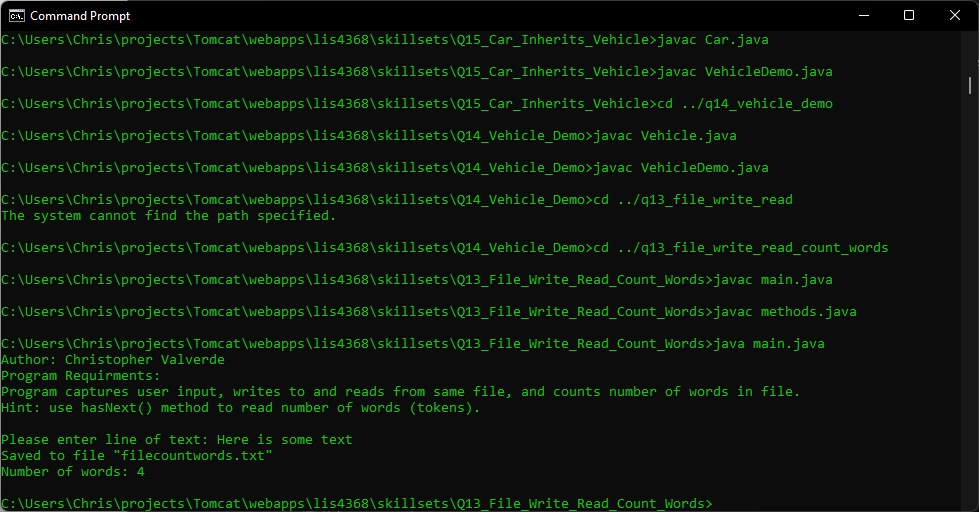 Command Prompt
C:\Users\Chris\projects\Tomcat\webapps\lis4368\skillsets\Q15_Car_Inherits_Vehicle>javac Car.java
C:\Users\Chris\projects\Tomcat\webapps\lis4368\skillsets\Q15_Car_Inherits_Vehicle>javac VehicleDemo.java
C:\Users\Chris\projects\Tomcat\webapps\lis4368\skillsets\Q15_Car_Inherits_Vehicle>cd ../q14_vehicle_demo
C:\Users\Chris\projects\Tomcat\webapps\lis4368\skillsets\Q14_Vehicle_Demo>javac Vehicle.java
C:\Users\Chris\projects\Tomcat\webapps\lis4368\skillsets\Q14_Vehicle_Demo>javac VehicleDemo.java
C:\Users\Chris\projects\Tomcat\webapps\lis4368\skillsets\Q14_Vehicle_Demo>cd ../q13_file_write_read
The system cannot find the path specified.
C:\Users\Chris\projects\Tomcat\webapps\lis4368\skillsets\Q14_Vehicle_Demo>cd ../q13_file_write_read_count_words
C:\Users\Chris\projects\Tomcat\webapps\lis4368\skillsets\Q13_File_Write_Read_Count_Words>javac main.java
C:\Users\Chris\projects\Tomcat\webapps\lis4368\skillsets\Q13_File_Write_Read_Count_Words>javac methods.java
C:\Users\Chris\projects\Tomcat\webapps\lis4368\skillsets\Q13_File_Write_Read_Count_Words>java main.java
Author: Christopher Valverde
Program Requirments:
Program captures user input, writes to and reads from same file, and counts number of words in file.
Hint: use hasNext() method to read number of words (tokens).
Please enter line of text: Here is some text
Saved to file "filecountwords.txt"
Number of words: 4
C:\Users\Chris\projects\Tomcat\webapps\lis4368\skillsets\Q13_File_Write_Read_Count_Words>